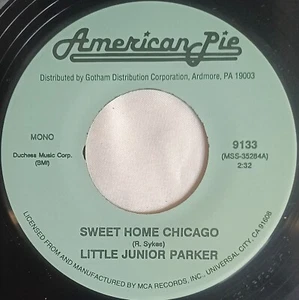 American Pie
Distributed by Gotham Distribution Corporation, Ardmore, PA 19003
MONO
Duchess Music Corp.
(BMI)
9133
(MSS-35284A)
2:32
SWEET HOME CHICAGO
(R. Sykes)
LITTLE JUNIOR PARKER
LICENSED FROM AND MANUFACTURED BY MCA RECORDS, INC., UNIVERSAL CITY, CA 91608